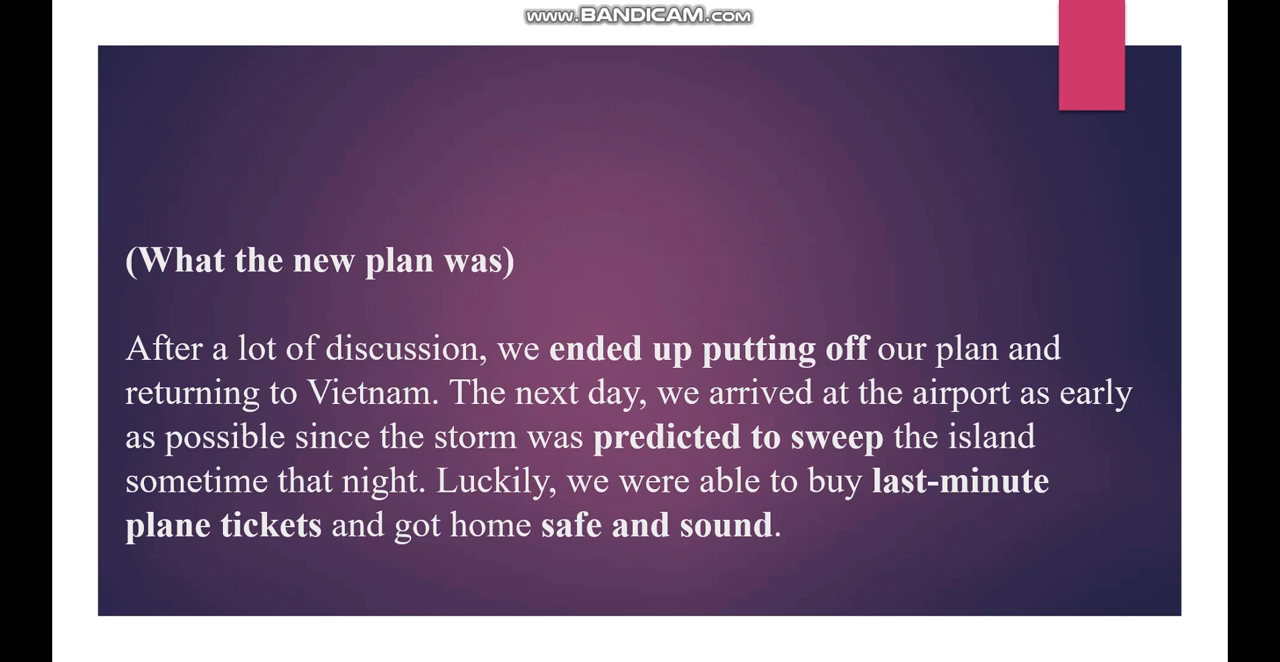 www.BANDICAM.com
(What the new plan was)
After a lot of discussion, we ended up putting off our plan and
returning to Vietnam. The next day, we arrived at the airport as early
as possible since the storm was predicted to sweep the island
sometime that night. Luckily, we were able to buy last-minute
plane tickets and got home safe and sound.